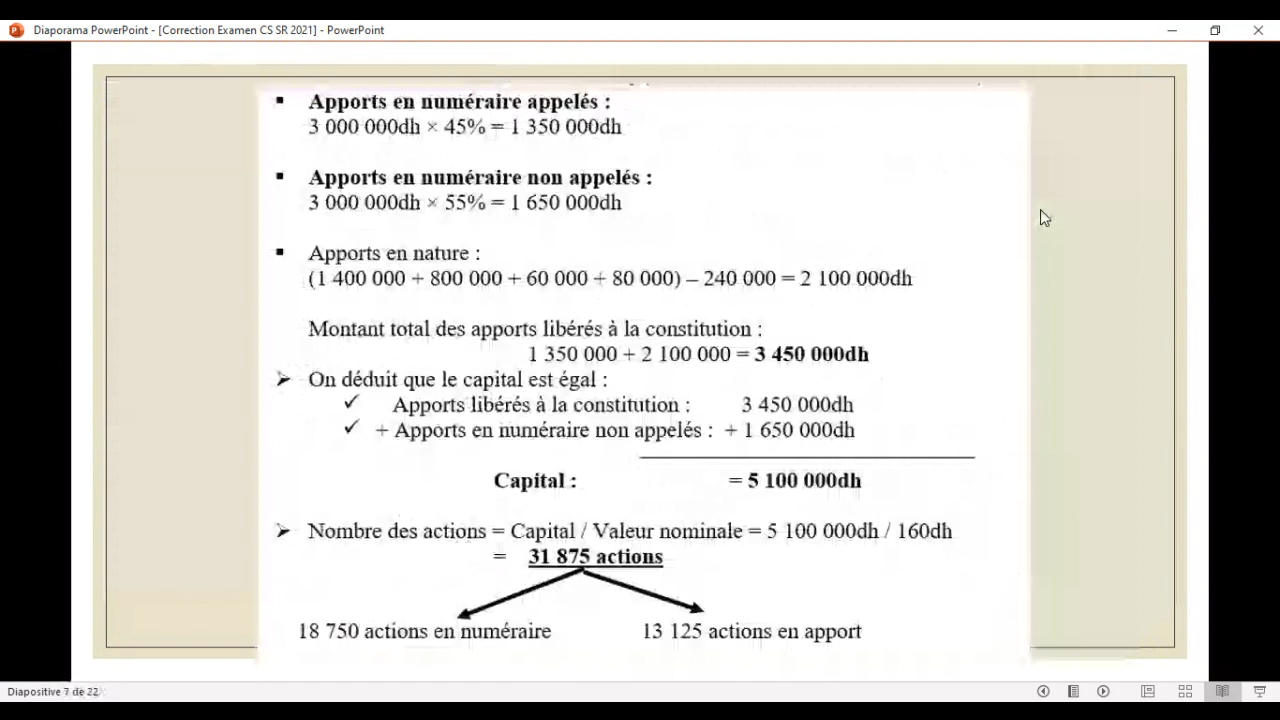 Diaporama PowerPoint - [Correction Examen CS SR 2021] - PowerPoint
▪ Apports en numéraire appelés :
3 000 000dh × 45% = 1 350 000dh
▪ Apports en numéraire non appelés :
3 000 000dh × 55% = 1 650 000dh
▪ Apports en nature :
(1 400 000 + 800 000 + 60 000 + 80 000) – 240 000 = 2 100 000dh
Montant total des apports libérés à la constitution :
1 350 000 + 2 100 000 = 3 450 000dh
➢ On déduit que le capital est égal :
✓ Apports libérés à la constitution : 3 450 000dh
✓ + Apports en numéraire non appelés : + 1 650 000dh
Capital : = 5 100 000dh
➢ Nombre des actions = Capital / Valeur nominale = 5 100 000dh / 160dh
= 31 875 actions
18 750 actions en numéraire 13 125 actions en apport
Diapositive 7 de 22